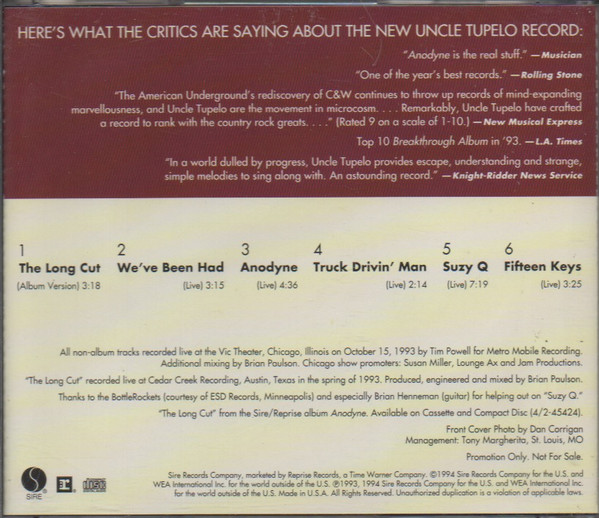 HERE'S WHAT THE CRITICS ARE SAYING ABOUT THE NEW UNCLE TUPELO RECORD:
"Anodyne is the real stuff." —Musician
"One of the year's best records." —Rolling Stone
"The American Underground's rediscovery of C&W continues to throw up records of mind-expanding
marvellousness, and Uncle Tupelo are the movement in microcosm. . . . Remarkably, Uncle Tupelo have crafted
a record to rank with the country rock greats. . . ." (Rated 9 on a scale of 1-10.) —New Musical Express
Top 10 Breakthrough Album in '93. —L.A. Times
"In a world dulled by progress, Uncle Tupelo provides escape, understanding and strange,
simple melodies to sing along with. An astounding record." —Knight-Ridder News Service
1
The Long Cut
(Album Version) 3:18
2
We've Been Had
(Live) 3:15
3
Anodyne
(Live) 4:36
4
Truck Drivin' Man
(Live) 2:14
5
Suzy Q
(Live) 7:19
6
Fifteen Keys
(Live) 3:25
All non-album tracks recorded live at the Vic Theater, Chicago, Illinois on October 15, 1993 by Tim Powell for Metro Mobile Recording.
Additional mixing by Brian Paulson. Chicago show promoters: Susan Miller, Lounge Ax and Jam Productions.
"The Long Cut" recorded live at Cedar Creek Recording, Austin, Texas in the spring of 1993. Produced, engineered and mixed by Brian Paulson.
Thanks to the BottleRockets (courtesy of ESD Records, Minneapolis) and especially Brian Henneman (guitar) for helping out on "Suzy Q."
"The Long Cut" from the Sire/Reprise album Anodyne. Available on Cassette and Compact Disc (4/2-45424).
Front Cover Photo by Dan Corrigan
Management: Tony Margherita, St. Louis, MO
Promotion Only. Not For Sale.
SIRE
r
COMPACT disc DIGITAL AUDIO
Sire Records Company, marketed by Reprise Records, a Time Warner Company. ©1994 Sire Records Company for the U.S. and
WEA International Inc. for the world outside of the U.S. ℗1993, 1994 Sire Records Company for the U.S. and WEA International Inc.
for the world outside of the U.S. Made in U.S.A. All Rights Reserved. Unauthorized duplication is a violation of applicable laws.